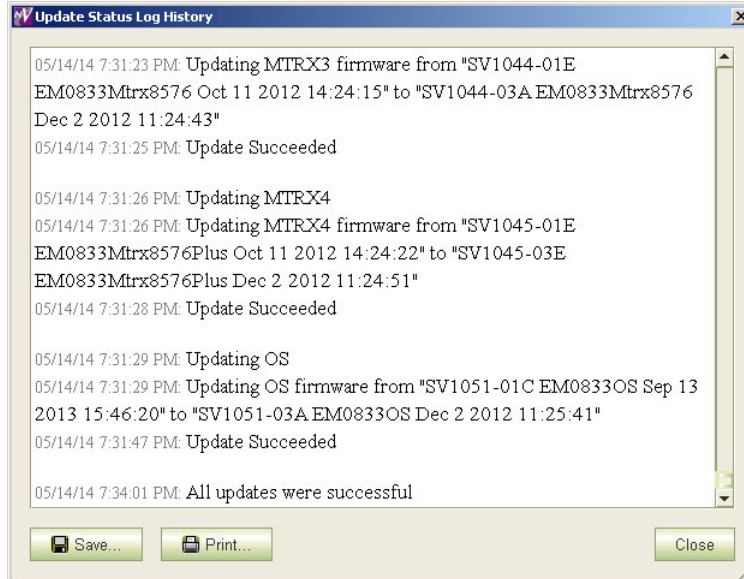 Update Status Log History
05/14/14 7:31:23 PM: Updating MTRX3 firmware from "SV1044-01E
EM0833Mtrx8576 Oct 11 2012 14:24:15" to "SV1044-03A EM0833Mtrx8576
Dec 2 2012 11:24:43"
05/14/14 7:31:25 PM: Update Succeeded
05/14/14 7:31:26 PM: Updating MTRX4
05/14/14 7:31:26 PM: Updating MTRX4 firmware from "SV1045-01E
EM0833Mtrx8576Plus Oct 11 2012 14:24:22" to "SV1045-03E
EM0833Mtrx8576Plus Dec 2 2012 11:24:51"
05/14/14 7:31:28 PM: Update Succeeded
05/14/14 7:31:29 PM: Updating OS
05/14/14 7:31:29 PM: Updating OS firmware from "SV1051-01C EM0833OS Sep 13
2013 15:46:20" to "SV1051-03A EM0833OS Dec 2 2012 11:25:41"
05/14/14 7:31:47 PM: Update Succeeded
05/14/14 7:34:01 PM: All updates were successful
Save... Print... Close